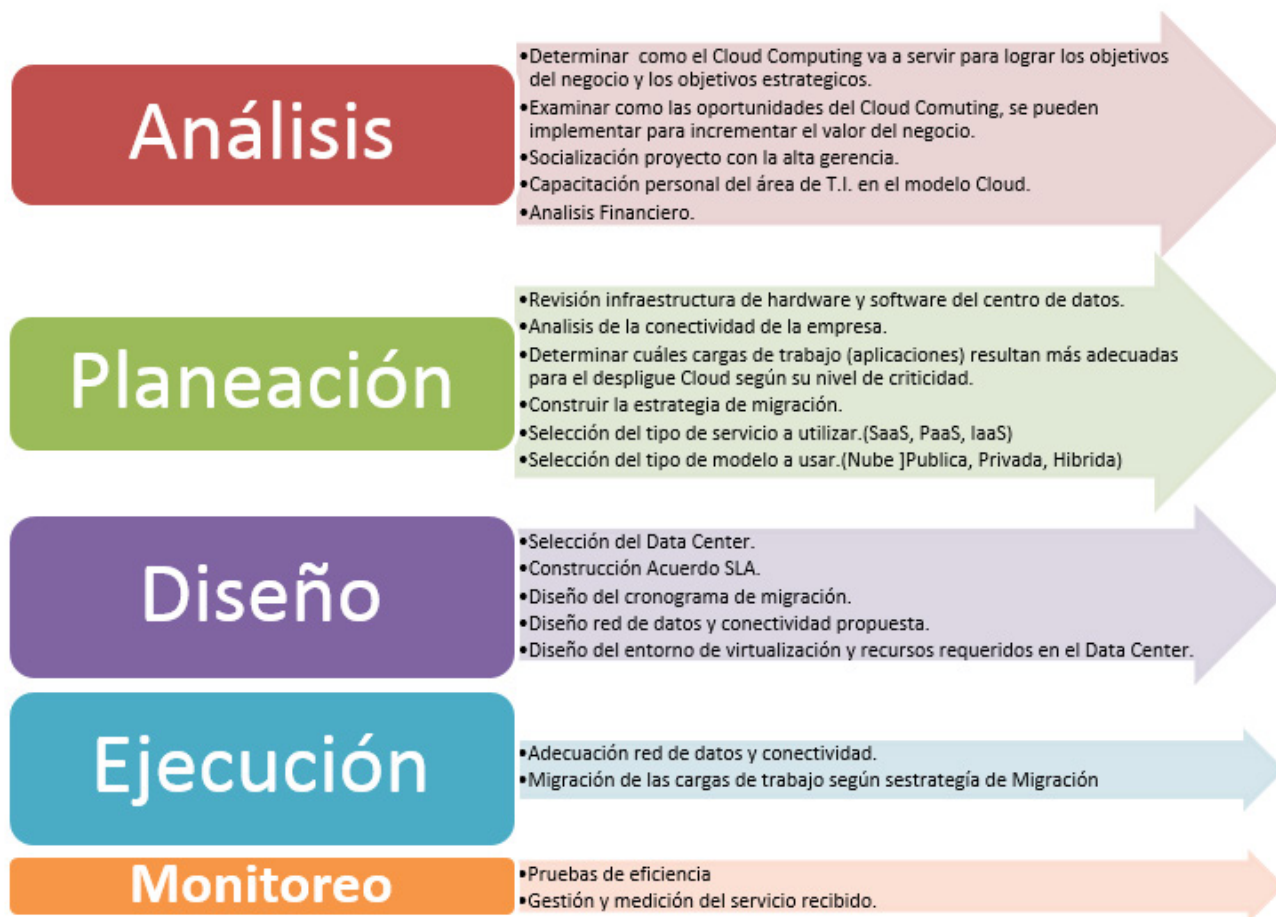 Análisis
•Determinar como el Cloud Computing va a servir para lograr los objetivos
del negocio y los objetivos estrategicos.
•Examinar como las oportunidades del Cloud Comuting, se pueden
implementar para incrementar el valor del negocio.
•Socialización proyecto con la alta gerencia.
•Capacitación personal del área de T.I. en el modelo Cloud.
•Analisis Financiero.
Planeación
•Revisión infraestructura de hardware y software del centro de datos.
•Analisis de la conectividad de la empresa.
•Determinar cuáles cargas de trabajo (aplicaciones) resultan más adecuadas
para el despligue Cloud según su nivel de criticidad.
•Construir la estrategia de migración.
•Selección del tipo de servicio a utilizar.(SaaS, PaaS, IaaS)
•Selección del tipo de modelo a usar.(Nube ]Publica, Privada, Hibrida)
Diseño
•Selección del Data Center.
•Construcción Acuerdo SLA.
•Diseño del cronograma de migración.
•Diseño red de datos y conectividad propuesta.
•Diseño del entorno de virtualización y recursos requeridos en el Data Center.
Ejecución
•Adecuación red de datos y conectividad.
•Migración de las cargas de trabajo según sestrategía de Migración
Monitoreo
•Pruebas de eficiencia
•Gestión y medición del servicio recibido.